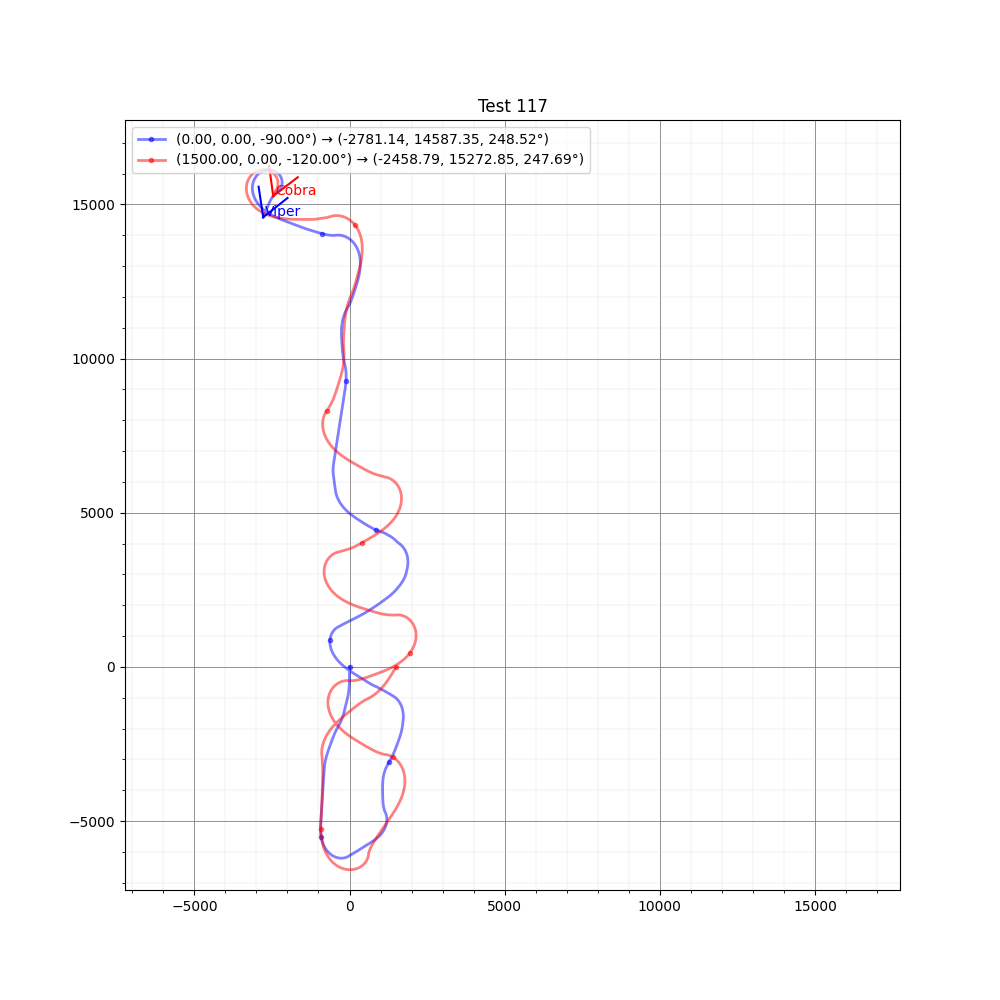 Test 117
(0.00, 0.00, -90.00°) → (-2781.14, 14587.35, 248.52°)
(1500.00, 0.00, -120.00°) → (-2458.79, 15272.85, 247.69°)
Cobra
Viper
15000
10000
5000
0
−5000
−5000
0
5000
10000
15000